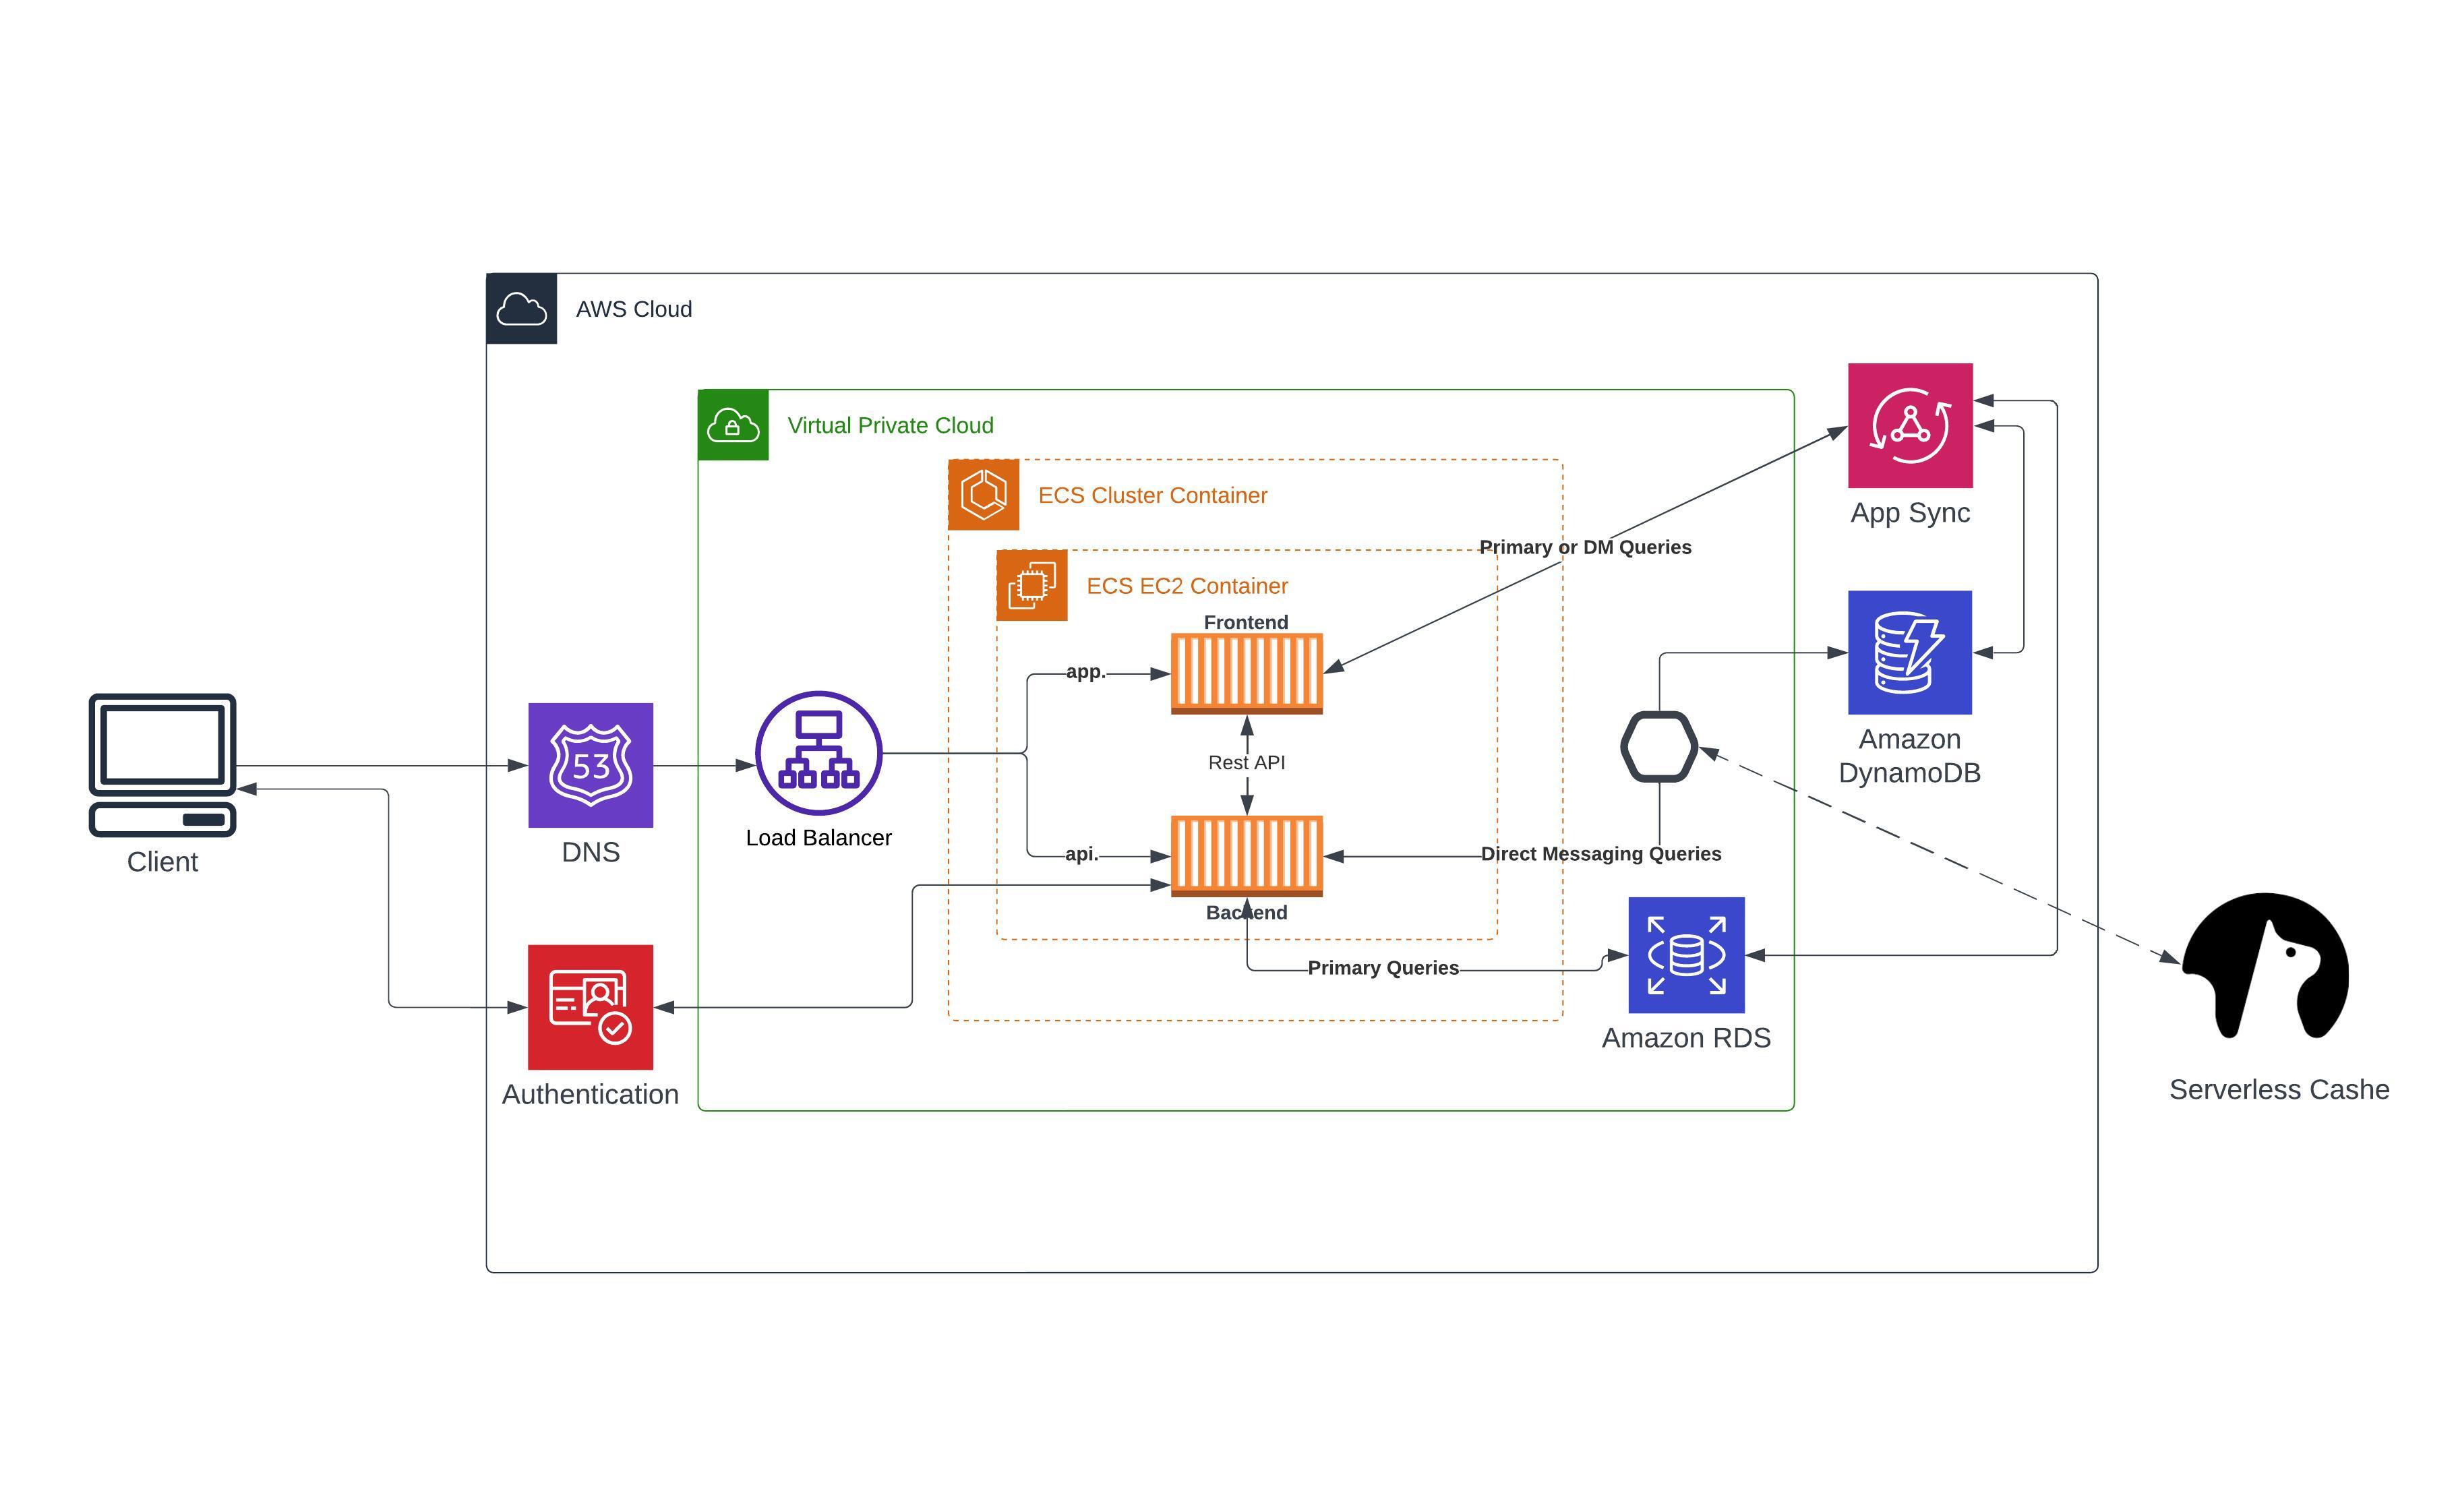 AWS Cloud
Virtual Private Cloud
ECS Cluster Container
App Sync
Primary or DM Queries
ECS EC2 Container
Frontend
app.
Amazon
DynamoDB
53
Rest API
Load Balancer
DNS
Client
api.
Direct Messaging Queries
Backend
Primary Queries
Amazon RDS
Authentication
Serverless Cashe